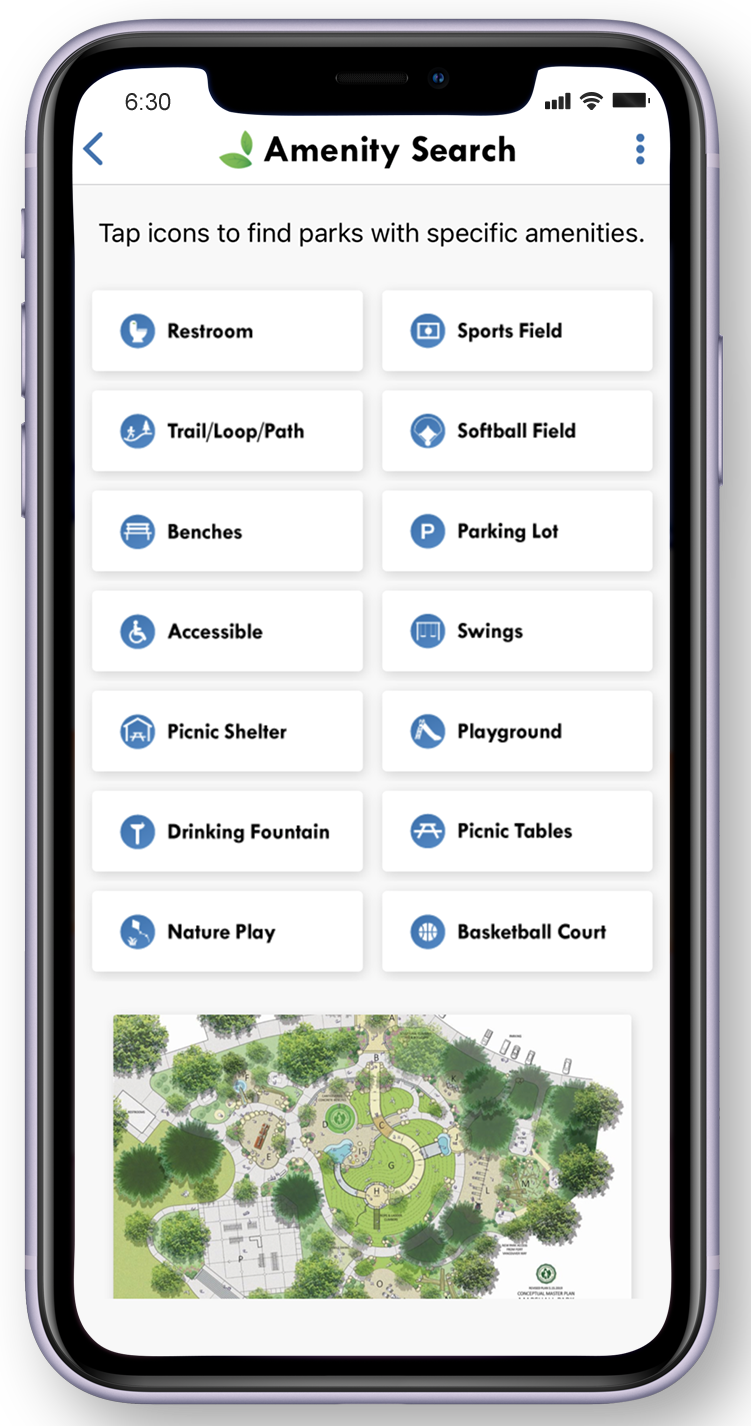 6:30
Amenity Search
Tap icons to find parks with specific amenities.
Restroom
Sports Field
Trail/Loop/Path
Softball Field
Benches
P
Parking Lot
Accessible
Swings
Picnic Shelter
Playground
Drinking Fountain
Picnic Tables
Nature Play
Basketball Court
B
F
K
D
C
J
E
I
G
H
L
M
P
O
CONCEPTUAL MASTER PLAN